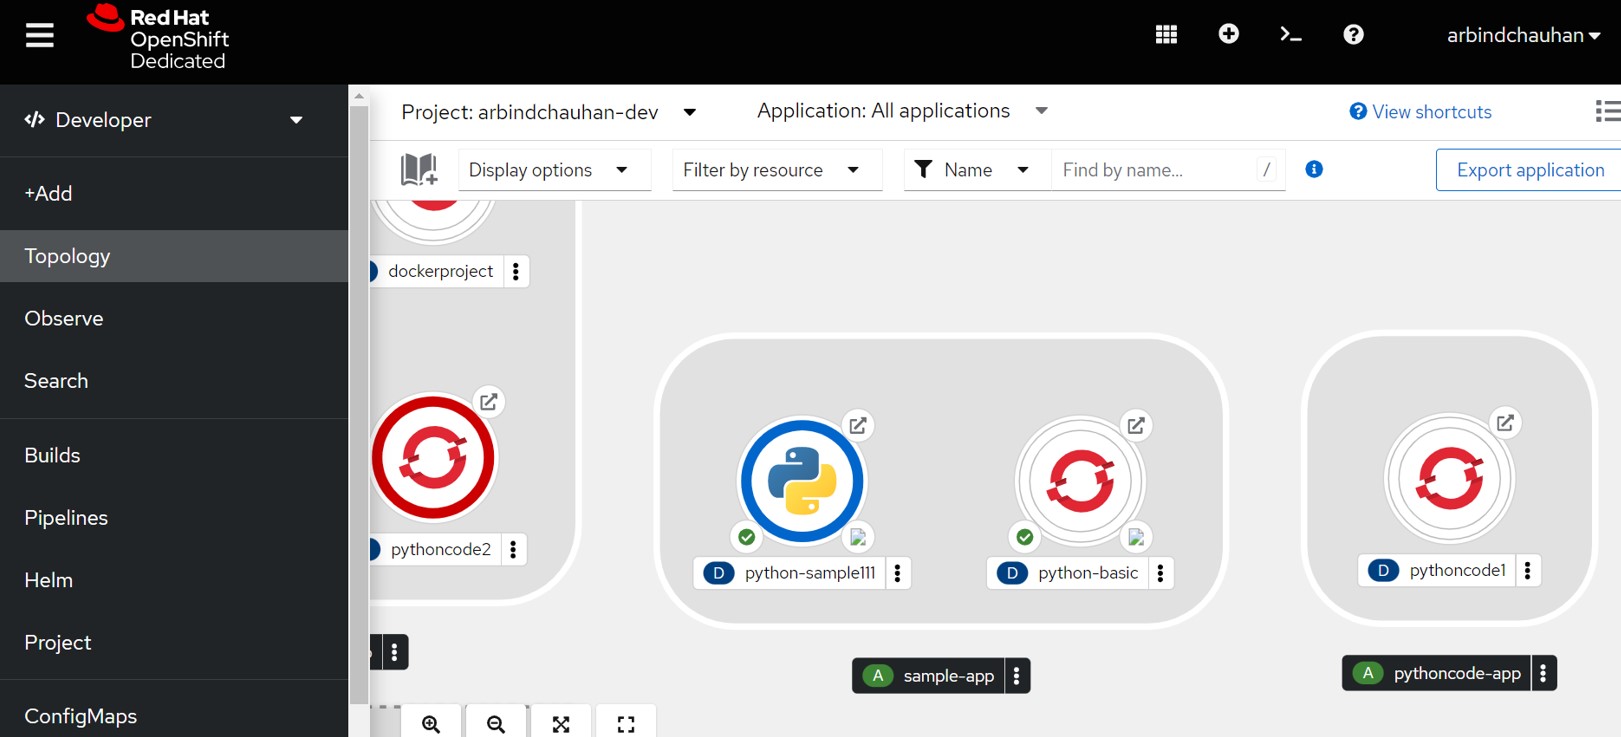 Red Hat
OpenShift
Dedicated
arbindchauhan
Developer
+Add
Topology
Observe
Search
Builds
Pipelines
Helm
Project
ConfigMaps
Project: arbindchauhan-dev
Application: All applications
View shortcuts
Display options
Filter by resource
Name
Find by name...
/
Export application
dockerproject
pythoncode2
D python-sample111
D python-basic
D pythoncode1
A sample-app
A pythoncode-app